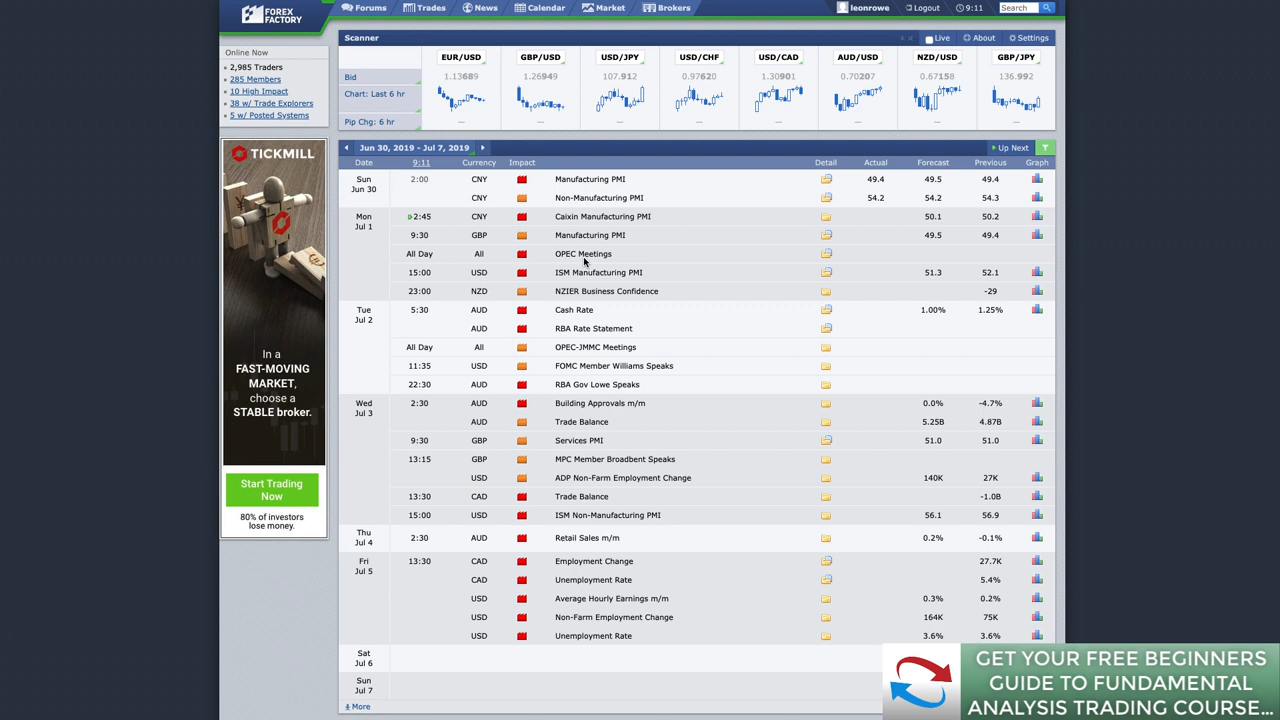 FOREX
FACTORY
Forums
Trades
News
Calendar
Market
Brokers
leonrowe
Logout
9:11
Search
Online Now
2,985 Traders
285 Members
10 High Impact
38 w/ Trade Explorers
5 w/ Posted Systems
Scanner
Live
About
Settings
EUR/USD GBP/USD USD/JPY USD/CHF USD/CAD AUD/USD NZD/USD GBP/JPY
Bid 1.13689 1.26949 107.912 0.97620 1.30901 0.70207 0.67158 136.992
Chart: Last 6 hr
Pip Chg: 6 hr — — — — — — — —
TICKMILL
In a
FAST-MOVING
MARKET,
choose a
STABLE broker.
Start Trading
Now
80% of investors
lose money.
Jun 30, 2019 - Jul 7, 2019
Up Next
Date 9:11 Currency Impact Detail Actual Forecast Previous Graph
Sun
Jun 30
2:00 CNY Manufacturing PMI 49.4 49.5 49.4
CNY Non-Manufacturing PMI 54.2 54.2 54.3
Mon
Jul 1
2:45 CNY Caixin Manufacturing PMI 50.1 50.2
9:30 GBP Manufacturing PMI 49.5 49.4
All Day All OPEC Meetings
15:00 USD ISM Manufacturing PMI 51.3 52.1
23:00 NZD NZIER Business Confidence -29
Tue
Jul 2
5:30 AUD Cash Rate 1.00% 1.25%
AUD RBA Rate Statement
All Day All OPEC-JMMC Meetings
11:35 USD FOMC Member Williams Speaks
22:30 AUD RBA Gov Lowe Speaks
Wed
Jul 3
2:30 AUD Building Approvals m/m 0.0% -4.7%
AUD Trade Balance 5.25B 4.87B
9:30 GBP Services PMI 51.0 51.0
13:15 GBP MPC Member Broadbent Speaks
USD ADP Non-Farm Employment Change 140K 27K
13:30 CAD Trade Balance -1.0B
15:00 USD ISM Non-Manufacturing PMI 56.1 56.9
Thu
Jul 4
2:30 AUD Retail Sales m/m 0.2% -0.1%
Fri
Jul 5
13:30 CAD Employment Change 27.7K
CAD Unemployment Rate 5.4%
USD Average Hourly Earnings m/m 0.3% 0.2%
USD Non-Farm Employment Change 164K 75K
USD Unemployment Rate 3.6% 3.6%
Sat
Jul 6
Sun
Jul 7
More
GET YOUR FREE BEGINNERS
GUIDE TO FUNDAMENTAL
ANALYSIS TRADING COURSE...